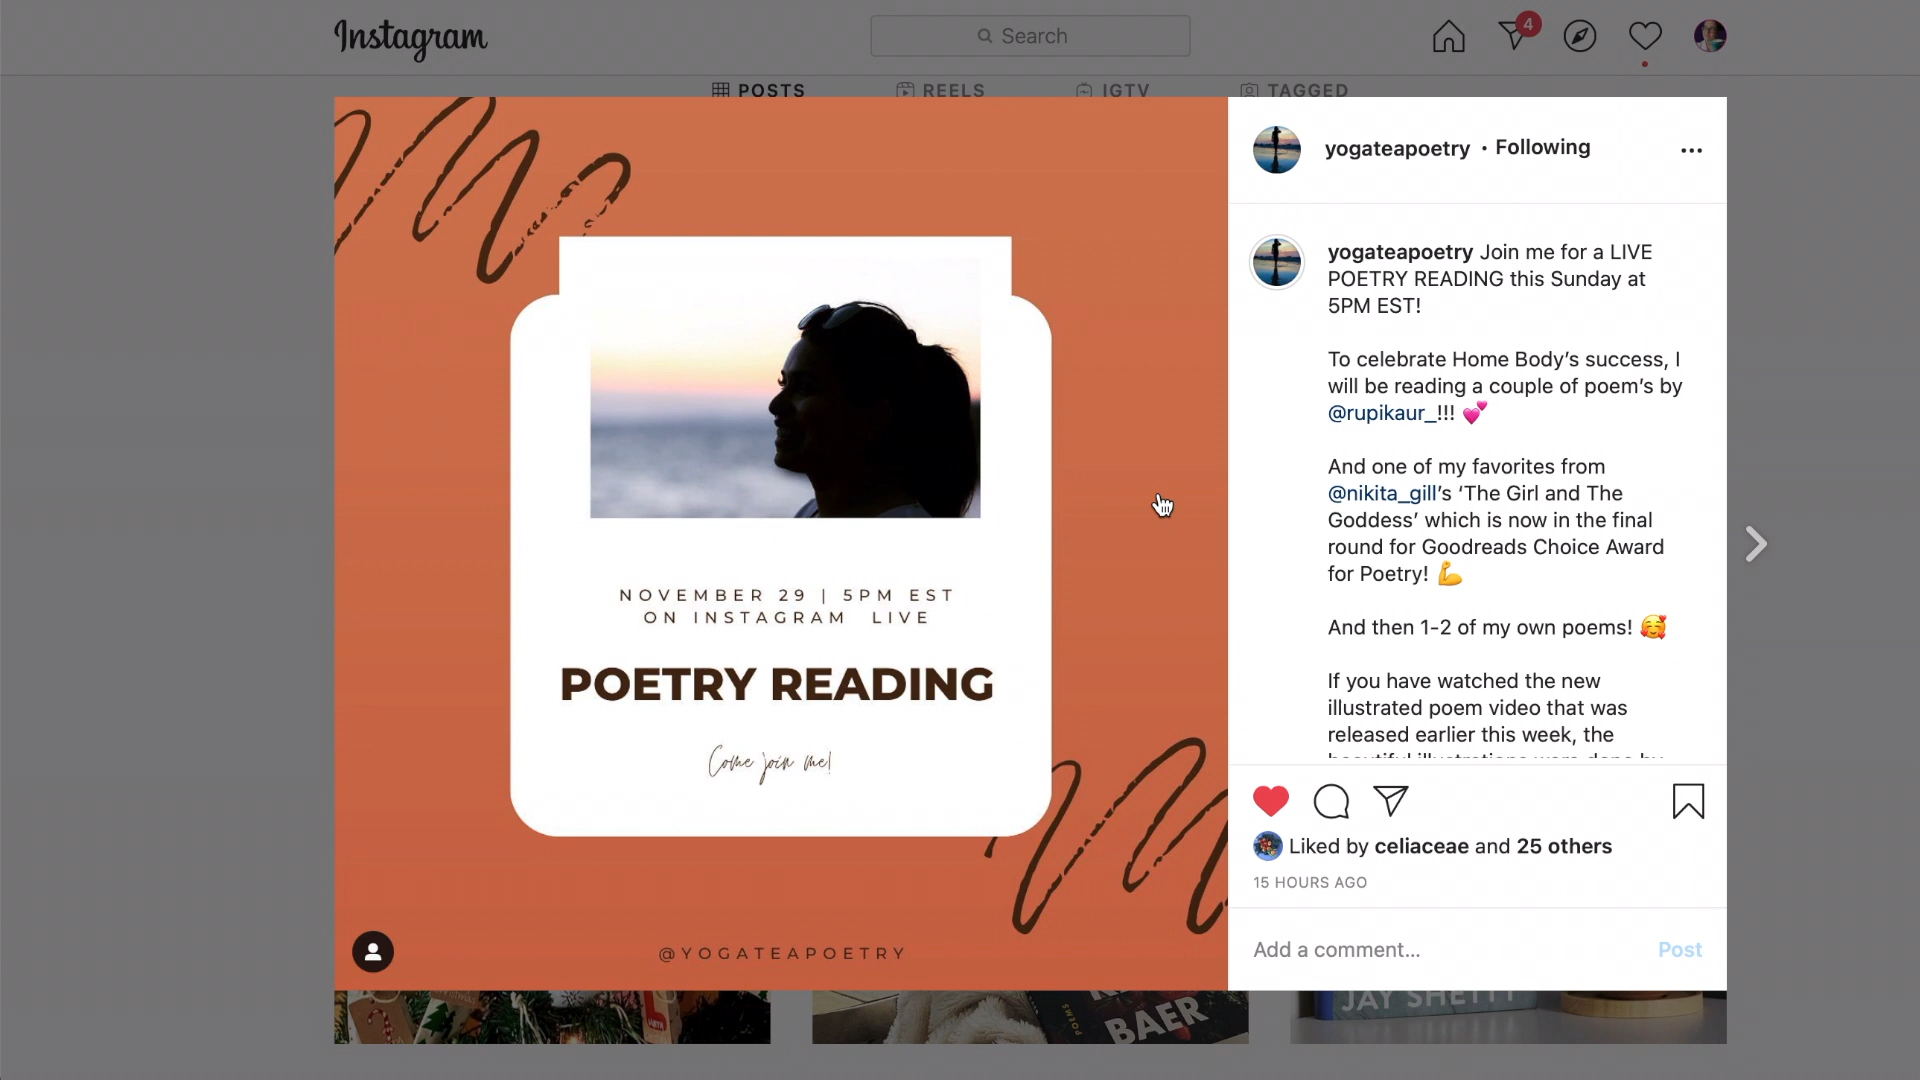 Instagram
Search
4
POSTS
REELS
IGTV
TAGGED
NOVEMBER 29 | 5PM EST
ON INSTAGRAM LIVE
POETRY READING
Come join me!
@YOGATEAPOETRY
yogateapoetry • Following
yogateapoetry Join me for a LIVE
POETRY READING this Sunday at
5PM EST!
To celebrate Home Body’s success, I
will be reading a couple of poem’s by
@rupikaur_!!! 💕
And one of my favorites from
@nikita_gill’s ‘The Girl and The
Goddess’ which is now in the final
round for Goodreads Choice Award
for Poetry! 💪
And then 1-2 of my own poems! 🥰
If you have watched the new
illustrated poem video that was
released earlier this week, the
Liked by celiaceae and 25 others
15 HOURS AGO
Add a comment...
Post
POEMS
BAER
JAY SHETTY